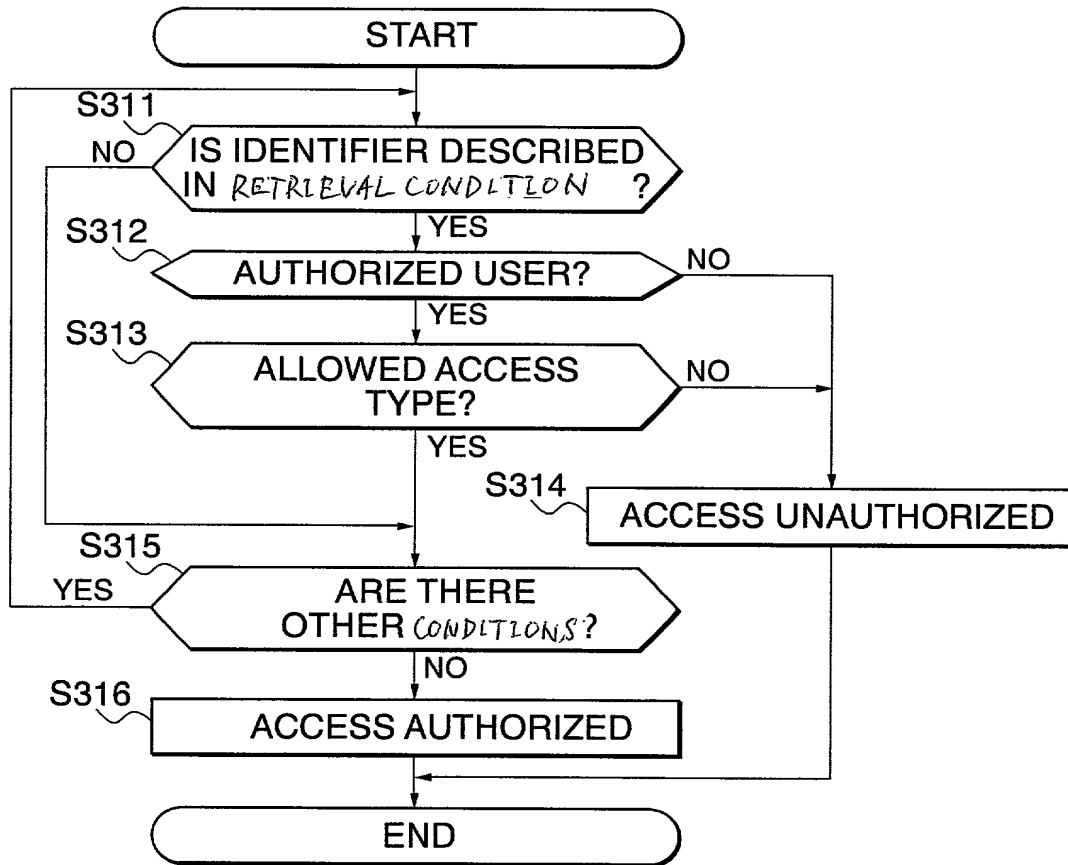 START
S311
NO
IS IDENTIFIER DESCRIBED
IN RETRIEVAL CONDITION ?
YES
S312
AUTHORIZED USER?
NO
YES
S313
ALLOWED ACCESS
TYPE?
NO
YES
S314
ACCESS UNAUTHORIZED
S315
YES
ARE THERE
OTHER CONDITIONS?
NO
S316
ACCESS AUTHORIZED
END